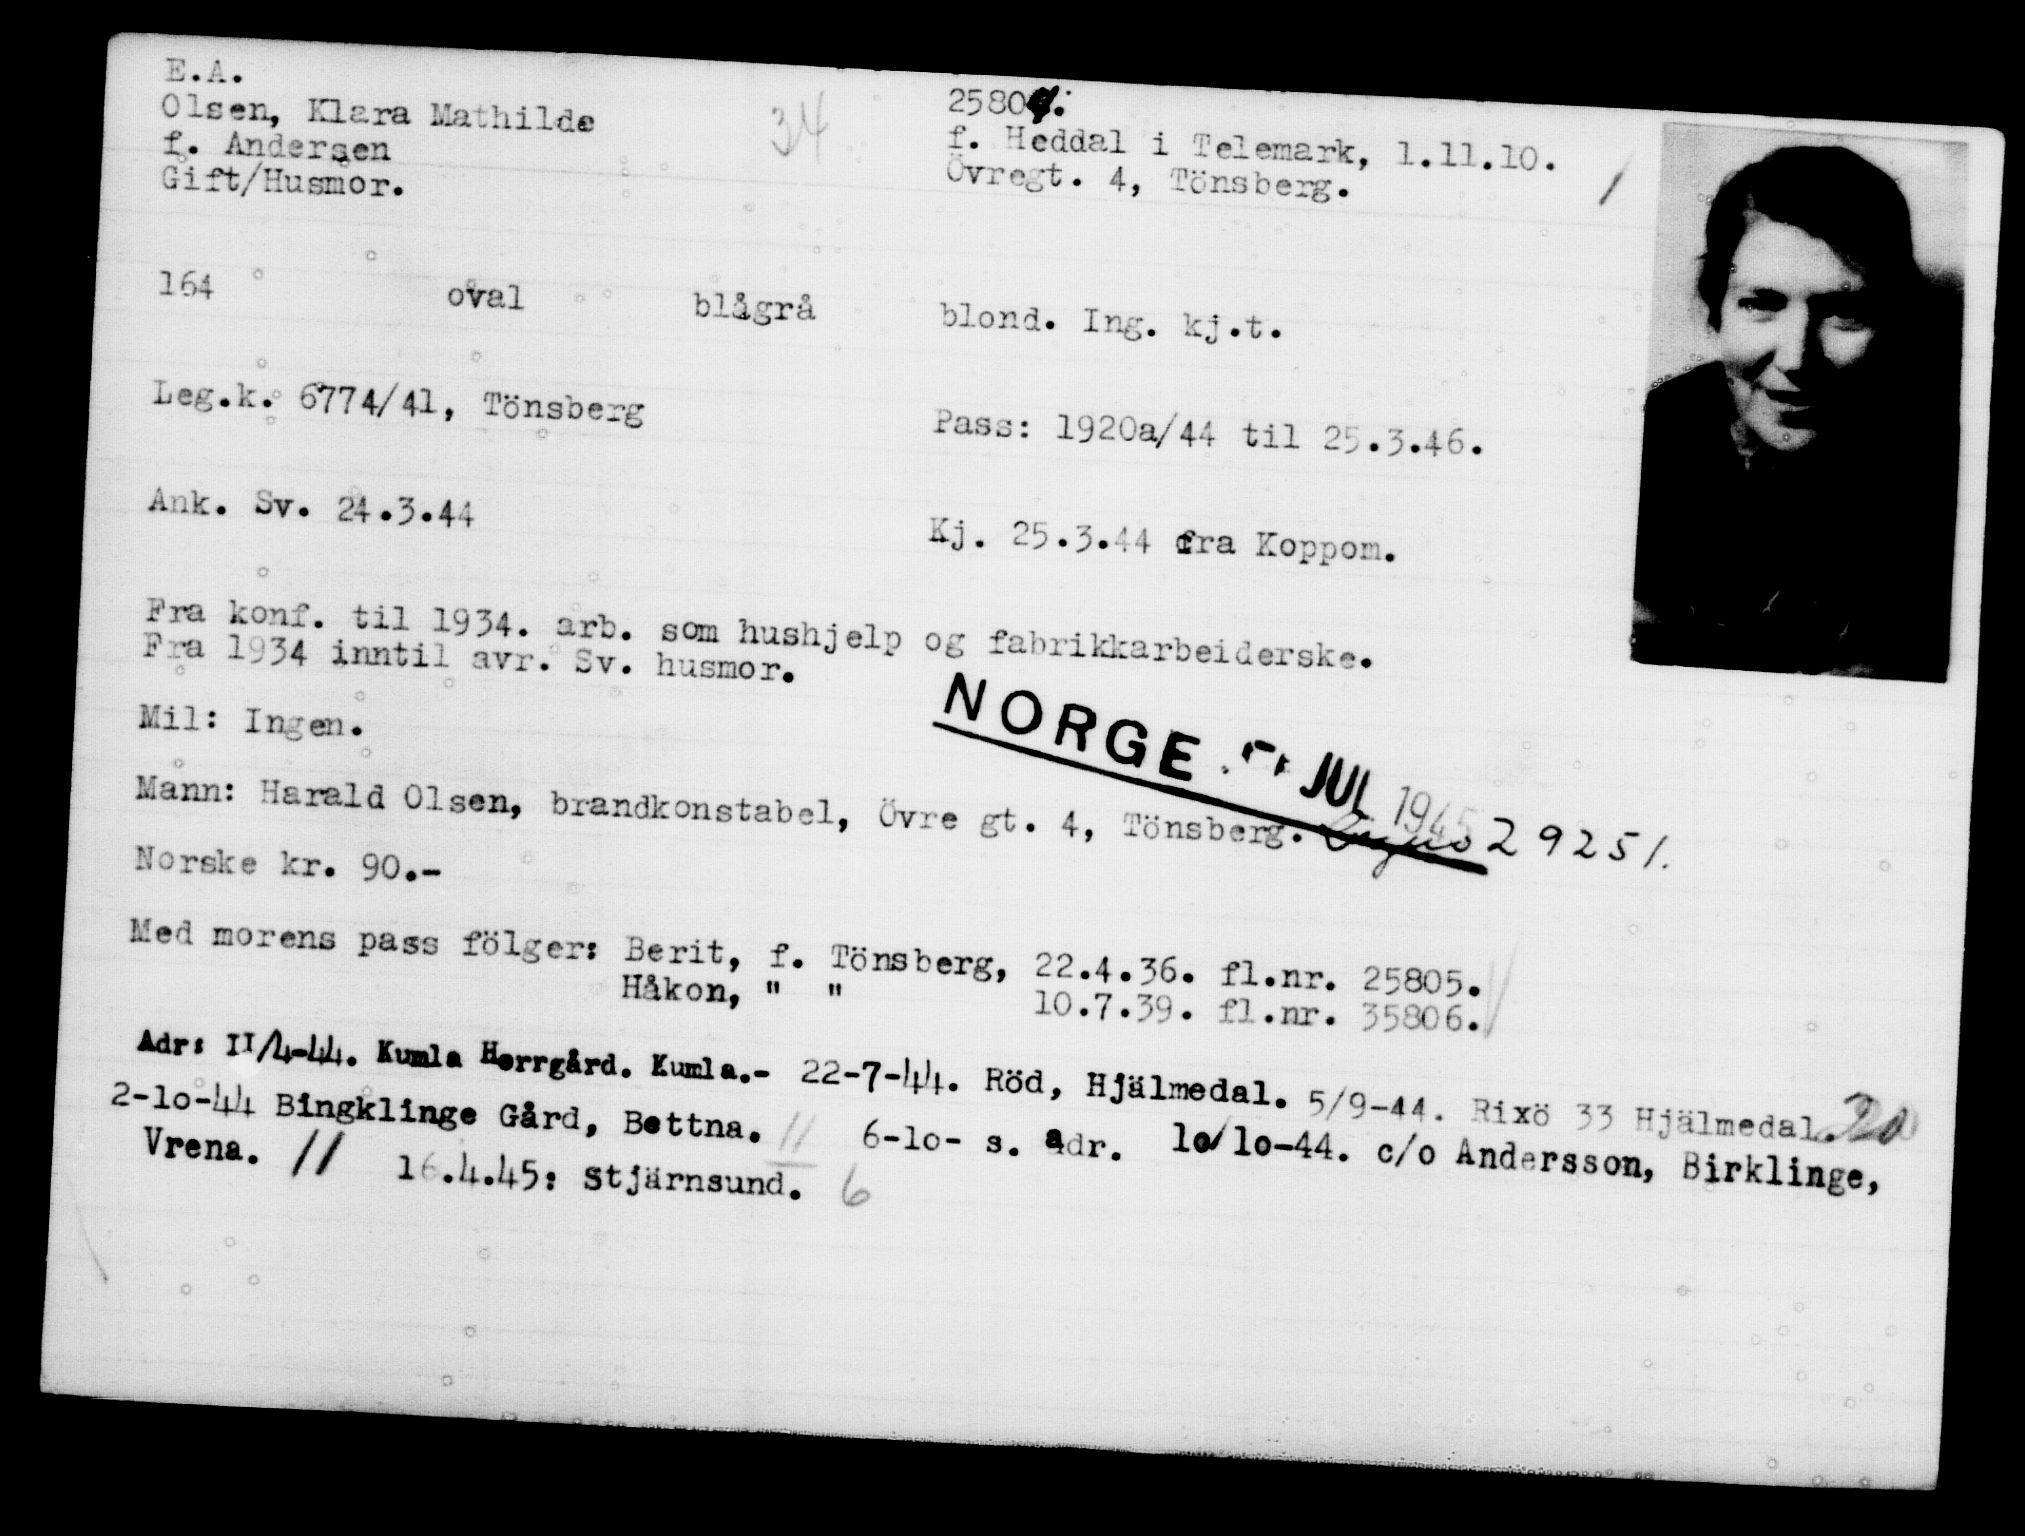 E.A.
Olsen, Klara Mathilde
f. Andersen
Gift/Husmor.
34
25804.
f. Heddal i Telemark, 1.11.10.
Övregt. 4, Tönsberg.
164 oval blågrå blond. Ing. kj.t.
Leg.k. 6774/41, Tönsberg Pass: 1920a/44 til 25.3.46.
Ank. Sv. 24.3.44 Kj. 25.3.44 fra Koppom.
Fra konf. til 1934. arb. som hushjelp og fabrikkarbeiderske.
Fra 1934 inntil avr. Sv. husmor.
Mil: Ingen.
NORGE JUL 1945
Mann: Harald Olsen, brandkonstabel, Övre gt. 4, Tönsberg. 29251.
Norske kr. 90.-
Med morens pass fölger: Berit, f. Tönsberg, 22.4.36. fl.nr. 25805.
Håkon, " " 10.7.39. fl.nr. 35806.
Adr: II/4-44. Kumla Herrgård. Kumla.- 22-7-44. Röd, Hjälmedal. 5/9-44. Rixö 33 Hjälmedal.
2-10-44 Bingklinge Gård, Bettna. // 6-10- s. adr. 10/10-44. c/o Andersson, Birklinge,
Vrena. // 16.4.45: Stjärnsund. 6